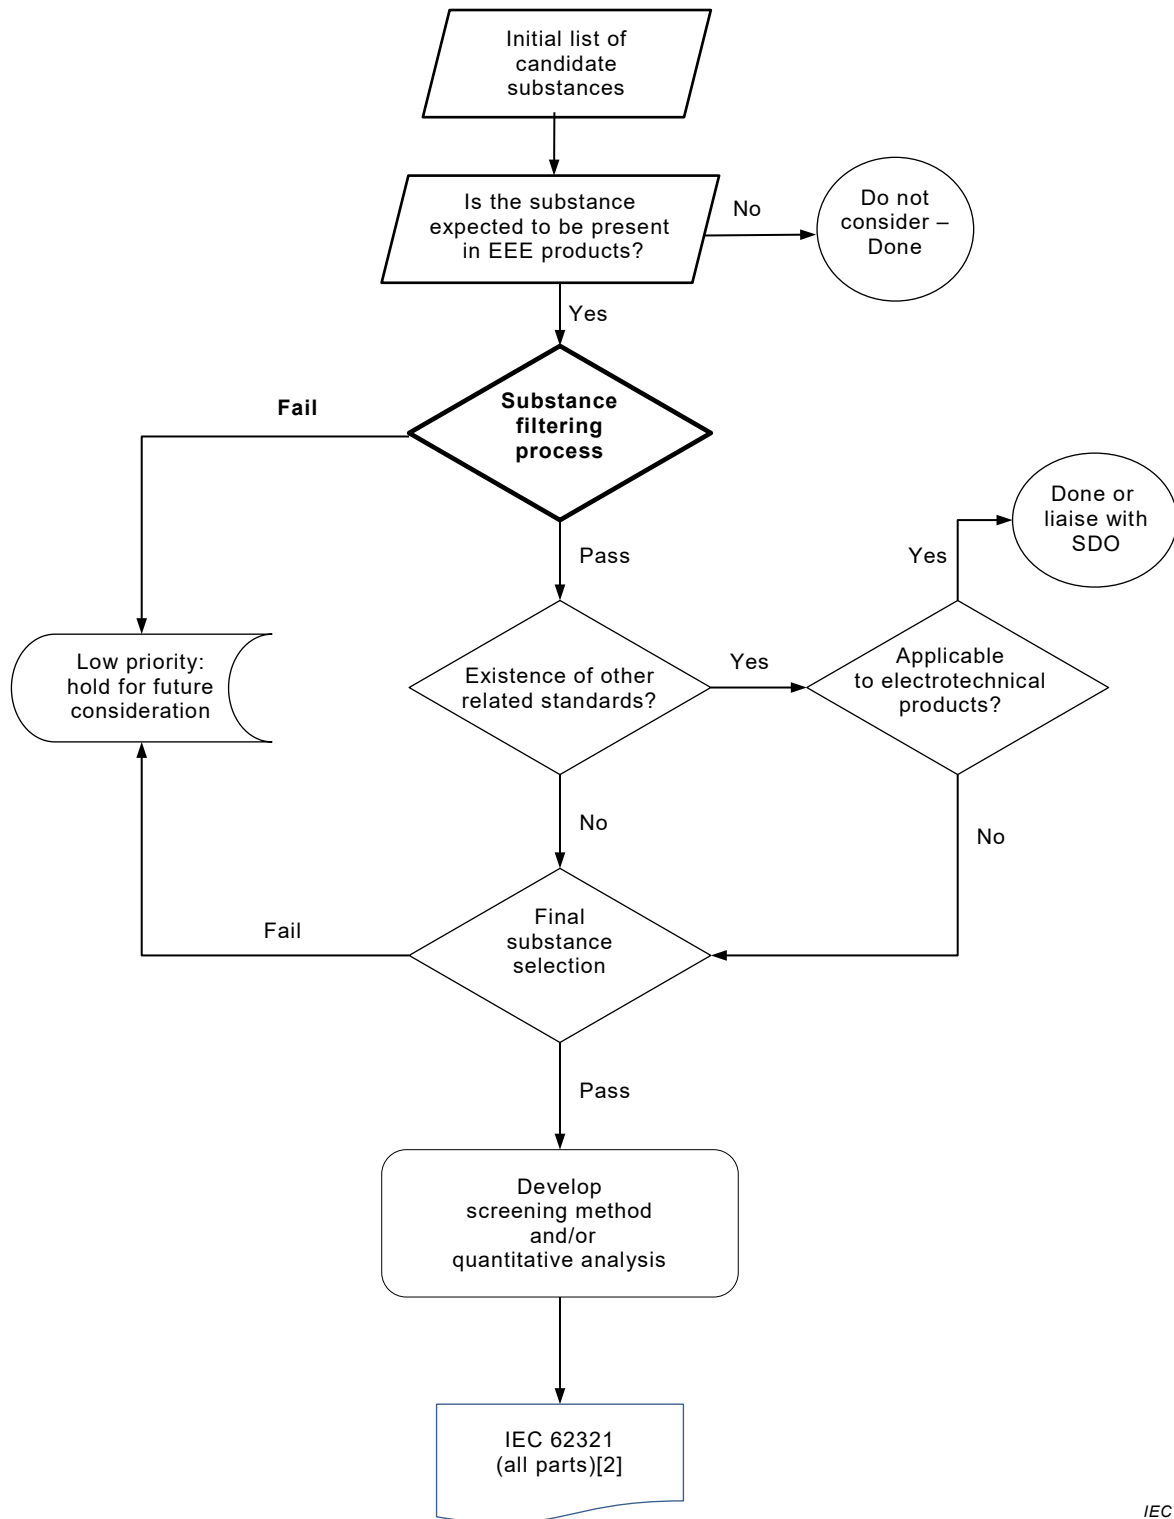 Initial list of
candidate
substances
Is the substance
expected to be present
in EEE products?
No
Do not
consider –
Done
Yes
Fail
Substance
filtering
process
Pass
Done or
liaise with
SDO
Yes
Low priority:
hold for future
consideration
Existence of other
related standards?
Yes
Applicable
to electrotechnical
products?
No
No
Fail
Final
substance
selection
Pass
Develop
screening method
and/or
quantitative analysis
IEC 62321
(all parts)[2]
IEC